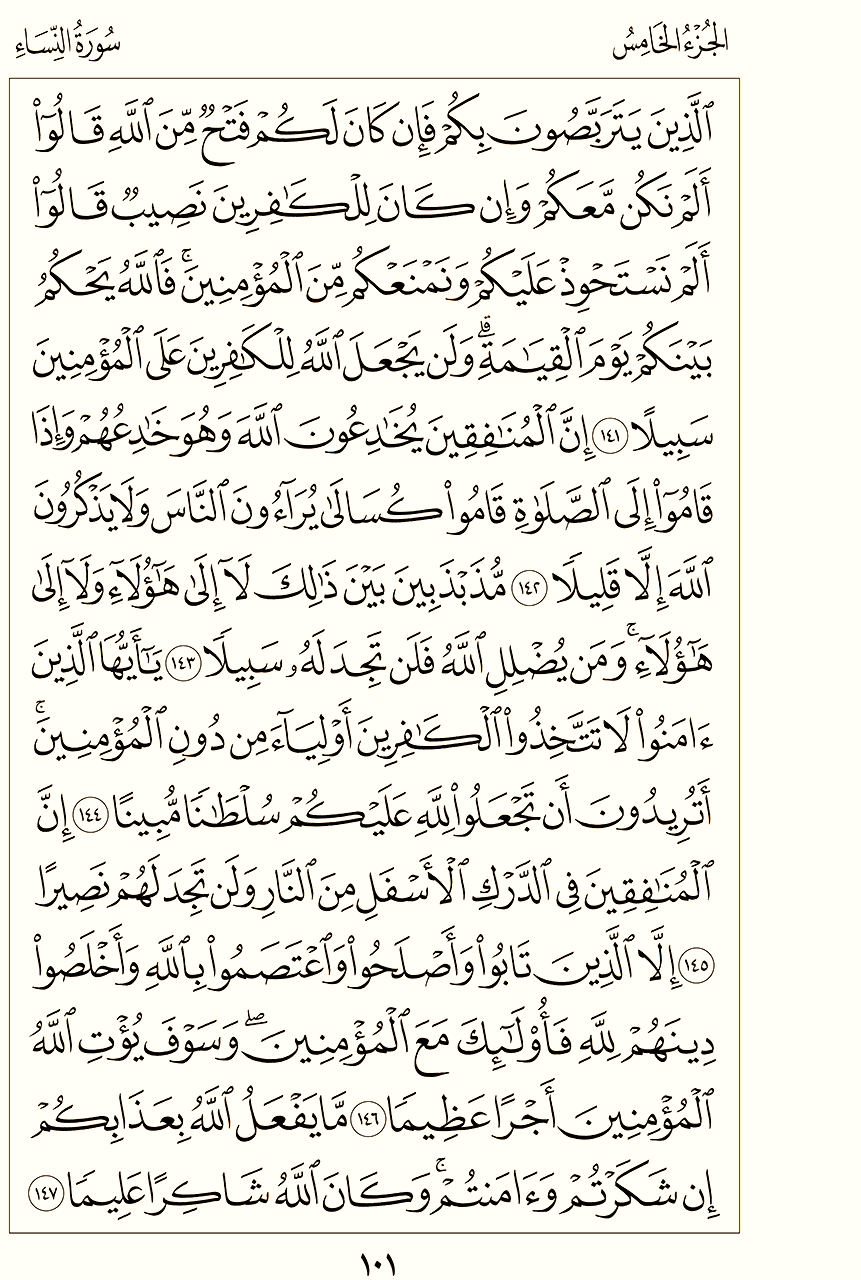 الجُزْءُ الخَامِسُ
سُورَةُ النِّسَاءِ
ٱلَّذِينَ يَتَرَبَّصُونَ بِكُمْ فَإِن كَانَ لَكُمْ فَتْحٌ مِّنَ ٱللَّهِ قَالُوٓا۟
أَلَمْ نَكُن مَّعَكُمْ وَإِن كَانَ لِلْكَٰفِرِينَ نَصِيبٌ قَالُوٓا۟
أَلَمْ نَسْتَحْوِذْ عَلَيْكُمْ وَنَمْنَعْكُم مِّنَ ٱلْمُؤْمِنِينَ ۚ فَٱللَّهُ يَحْكُمُ
بَيْنَكُمْ يَوْمَ ٱلْقِيَٰمَةِ ۗ وَلَن يَجْعَلَ ٱللَّهُ لِلْكَٰفِرِينَ عَلَى ٱلْمُؤْمِنِينَ
سَبِيلًا ١٤١ إِنَّ ٱلْمُنَٰفِقِينَ يُخَٰدِعُونَ ٱللَّهَ وَهُوَ خَٰدِعُهُمْ وَإِذَا
قَامُوٓا۟ إِلَى ٱلصَّلَوٰةِ قَامُوا۟ كُسَالَىٰ يُرَآءُونَ ٱلنَّاسَ وَلَا يَذْكُرُونَ
ٱللَّهَ إِلَّا قَلِيلًا ١٤٢ مُّذَبْذَبِينَ بَيْنَ ذَٰلِكَ لَآ إِلَىٰ هَٰٓؤُلَآءِ وَلَآ إِلَىٰ
هَٰٓؤُلَآءِ ۚ وَمَن يُضْلِلِ ٱللَّهُ فَلَن تَجِدَ لَهُۥ سَبِيلًا ١٤٣ يَٰٓأَيُّهَا ٱلَّذِينَ
ءَامَنُوا۟ لَا تَتَّخِذُوا۟ ٱلْكَٰفِرِينَ أَوْلِيَآءَ مِن دُونِ ٱلْمُؤْمِنِينَ ۚ
أَتُرِيدُونَ أَن تَجْعَلُوا۟ لِلَّهِ عَلَيْكُمْ سُلْطَٰنًا مُّبِينًا ١٤٤ إِنَّ
ٱلْمُنَٰفِقِينَ فِى ٱلدَّرْكِ ٱلْأَسْفَلِ مِنَ ٱلنَّارِ وَلَن تَجِدَ لَهُمْ نَصِيرًا
١٤٥ إِلَّا ٱلَّذِينَ تَابُوا۟ وَأَصْلَحُوا۟ وَٱعْتَصَمُوا۟ بِٱللَّهِ وَأَخْلَصُوا۟
دِينَهُمْ لِلَّهِ فَأُو۟لَٰٓئِكَ مَعَ ٱلْمُؤْمِنِينَ ۖ وَسَوْفَ يُؤْتِ ٱللَّهُ
ٱلْمُؤْمِنِينَ أَجْرًا عَظِيمًا ١٤٦ مَّا يَفْعَلُ ٱللَّهُ بِعَذَابِكُمْ
إِن شَكَرْتُمْ وَءَامَنتُمْ ۚ وَكَانَ ٱللَّهُ شَاكِرًا عَلِيمًا ١٤٧
١٠١